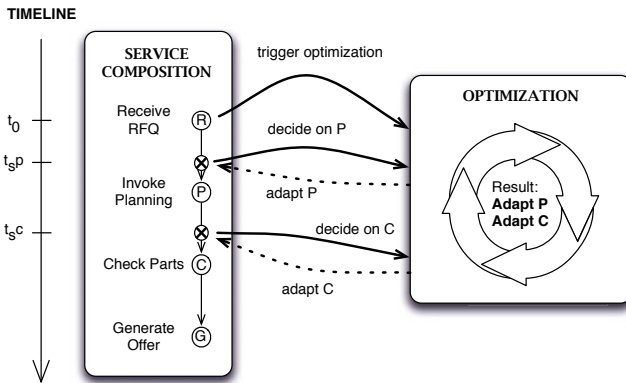 TIMELINE
SERVICE
COMPOSITION
trigger optimization
OPTIMIZATION
t0
Receive
RFQ
R
decide on P
tsp
Invoke
Planning
P
adapt P
Result:
Adapt P
Adapt C
tsc
decide on C
Check Parts
C
adapt C
Generate
Offer
G